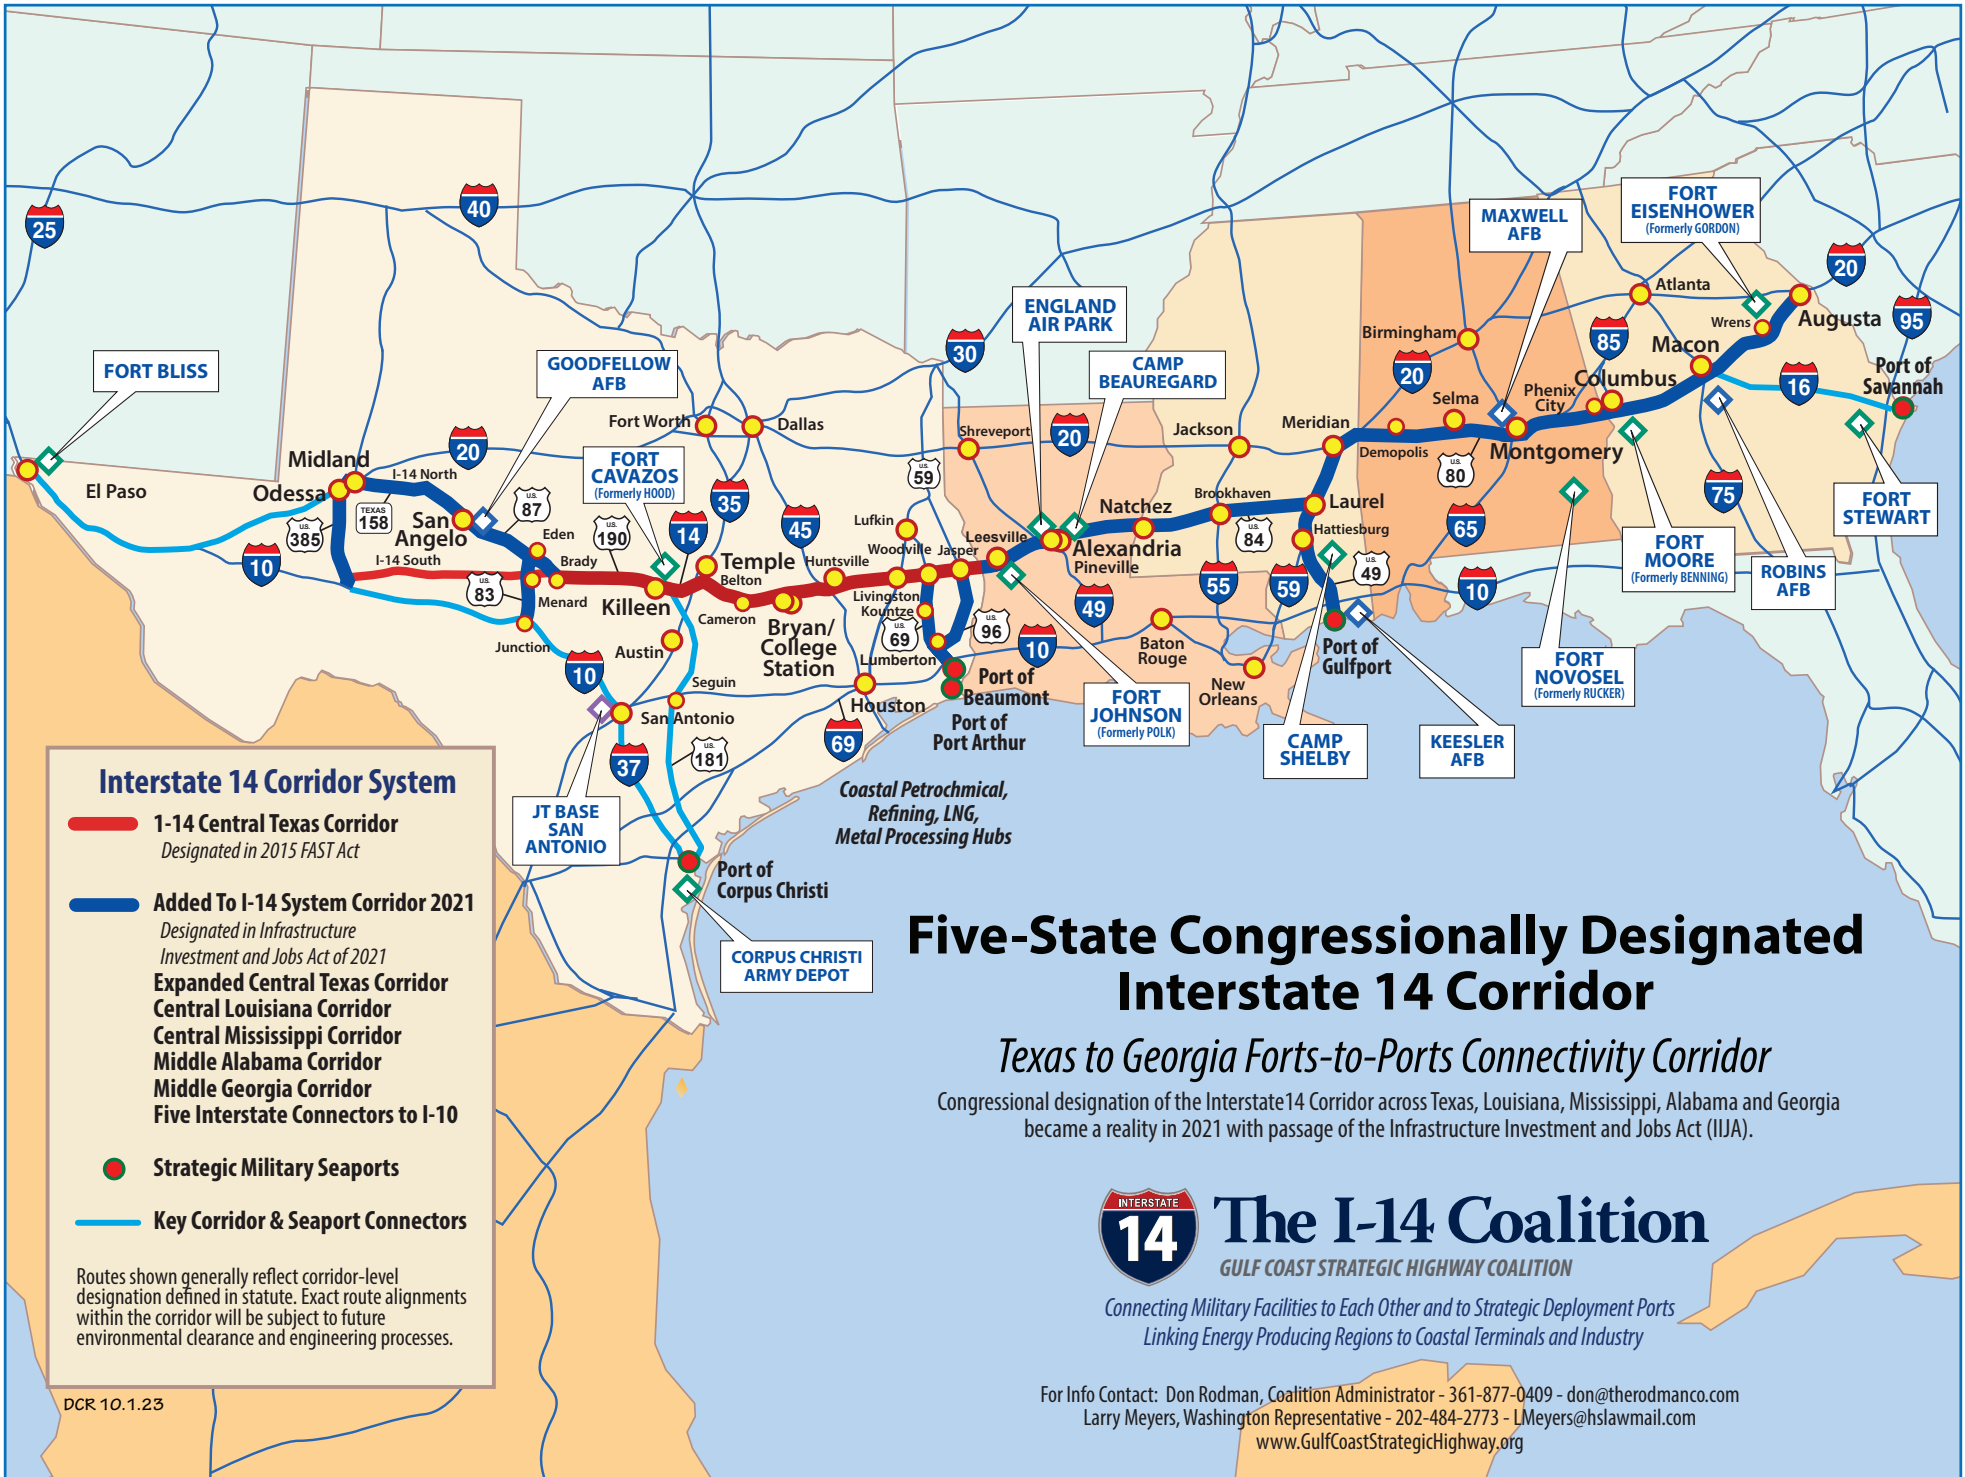 25
40
FORT BLISS
El Paso
10
20
GOODFELLOW
AFB
Midland
Odessa
I-14 North
TEXAS
158
U.S.
385
San
Angelo
U.S.
87
Eden
U.S.
190
Brady
I-14 South
U.S.
83
Menard
Junction
10
Fort Worth
Dallas
FORT
CAVAZOS
(Formerly HOOD)
35
14
45
Temple
Belton
Killeen
Cameron
Huntsville
Bryan/
College
Station
Austin
Seguin
San Antonio
37
U.S.
181
69
Houston
JT BASE
SAN
ANTONIO
Port of
Corpus Christi
CORPUS CHRISTI
ARMY DEPOT
Coastal Petrochmical,
Refining, LNG,
Metal Processing Hubs
30
U.S.
59
Lufkin
Woodville
Jasper
Leesville
Livingston
Kountze
U.S.
69
U.S.
96
Lumberton
10
Port of
Beaumont
Port of
Port Arthur
Shreveport
20
ENGLAND
AIR PARK
CAMP
BEAUREGARD
Alexandria
Pineville
49
FORT
JOHNSON
(Formerly POLK)
Baton
Rouge
New
Orleans
Natchez
Jackson
Brookhaven
U.S.
84
55
59
Meridian
Laurel
Hattiesburg
U.S.
49
Port of
Gulfport
CAMP
SHELBY
KEESLER
AFB
10
Birmingham
20
Demopolis
Selma
U.S.
80
Montgomery
65
MAXWELL
AFB
Phenix
City
Columbus
85
FORT
NOVOSEL
(Formerly RUCKER)
FORT
MOORE
(Formerly BENNING)
75
ROBINS
AFB
FORT
EISENHOWER
(Formerly GORDON)
Atlanta
Wrens
Augusta
Macon
20
95
16
Port of
Savannah
FORT
STEWART
Interstate 14 Corridor System
1-14 Central Texas Corridor
Designated in 2015 FAST Act
Added To I-14 System Corridor 2021
Designated in Infrastructure
Investment and Jobs Act of 2021
Expanded Central Texas Corridor
Central Louisiana Corridor
Central Mississippi Corridor
Middle Alabama Corridor
Middle Georgia Corridor
Five Interstate Connectors to I-10
Strategic Military Seaports
Key Corridor & Seaport Connectors
Routes shown generally reflect corridor-level
designation defined in statute. Exact route alignments
within the corridor will be subject to future
environmental clearance and engineering processes.
DCR 10.1.23
Five-State Congressionally Designated
Interstate 14 Corridor
Texas to Georgia Forts-to-Ports Connectivity Corridor
Congressional designation of the Interstate14 Corridor across Texas, Louisiana, Mississippi, Alabama and Georgia
became a reality in 2021 with passage of the Infrastructure Investment and Jobs Act (IIJA).
INTERSTATE
14
The I-14 Coalition
GULF COAST STRATEGIC HIGHWAY COALITION
Connecting Military Facilities to Each Other and to Strategic Deployment Ports
Linking Energy Producing Regions to Coastal Terminals and Industry
For Info Contact: Don Rodman, Coalition Administrator - 361-877-0409 - don@therodmanco.com
Larry Meyers, Washington Representative - 202-484-2773 - LMeyers@hslawmail.com
www.GulfCoastStrategicHighway.org